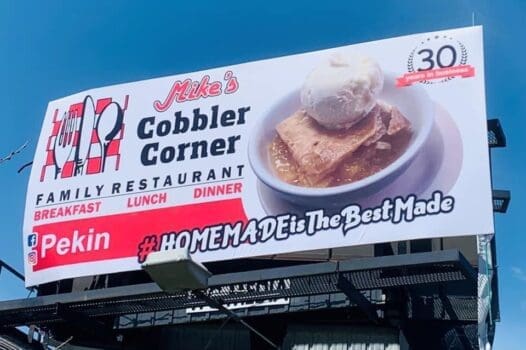 Mike's
Cobbler
Corner
FAMILY RESTAURANT
BREAKFAST LUNCH DINNER
Pekin
#HOMEMADEisTheBestMade
30
years in business